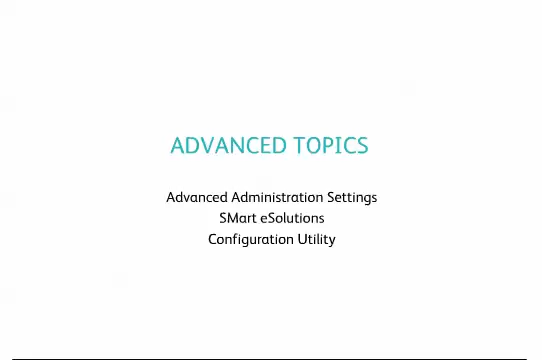 ADVANCED TOPICS
Advanced Administration Settings
SMart eSolutions
Configuration Utility